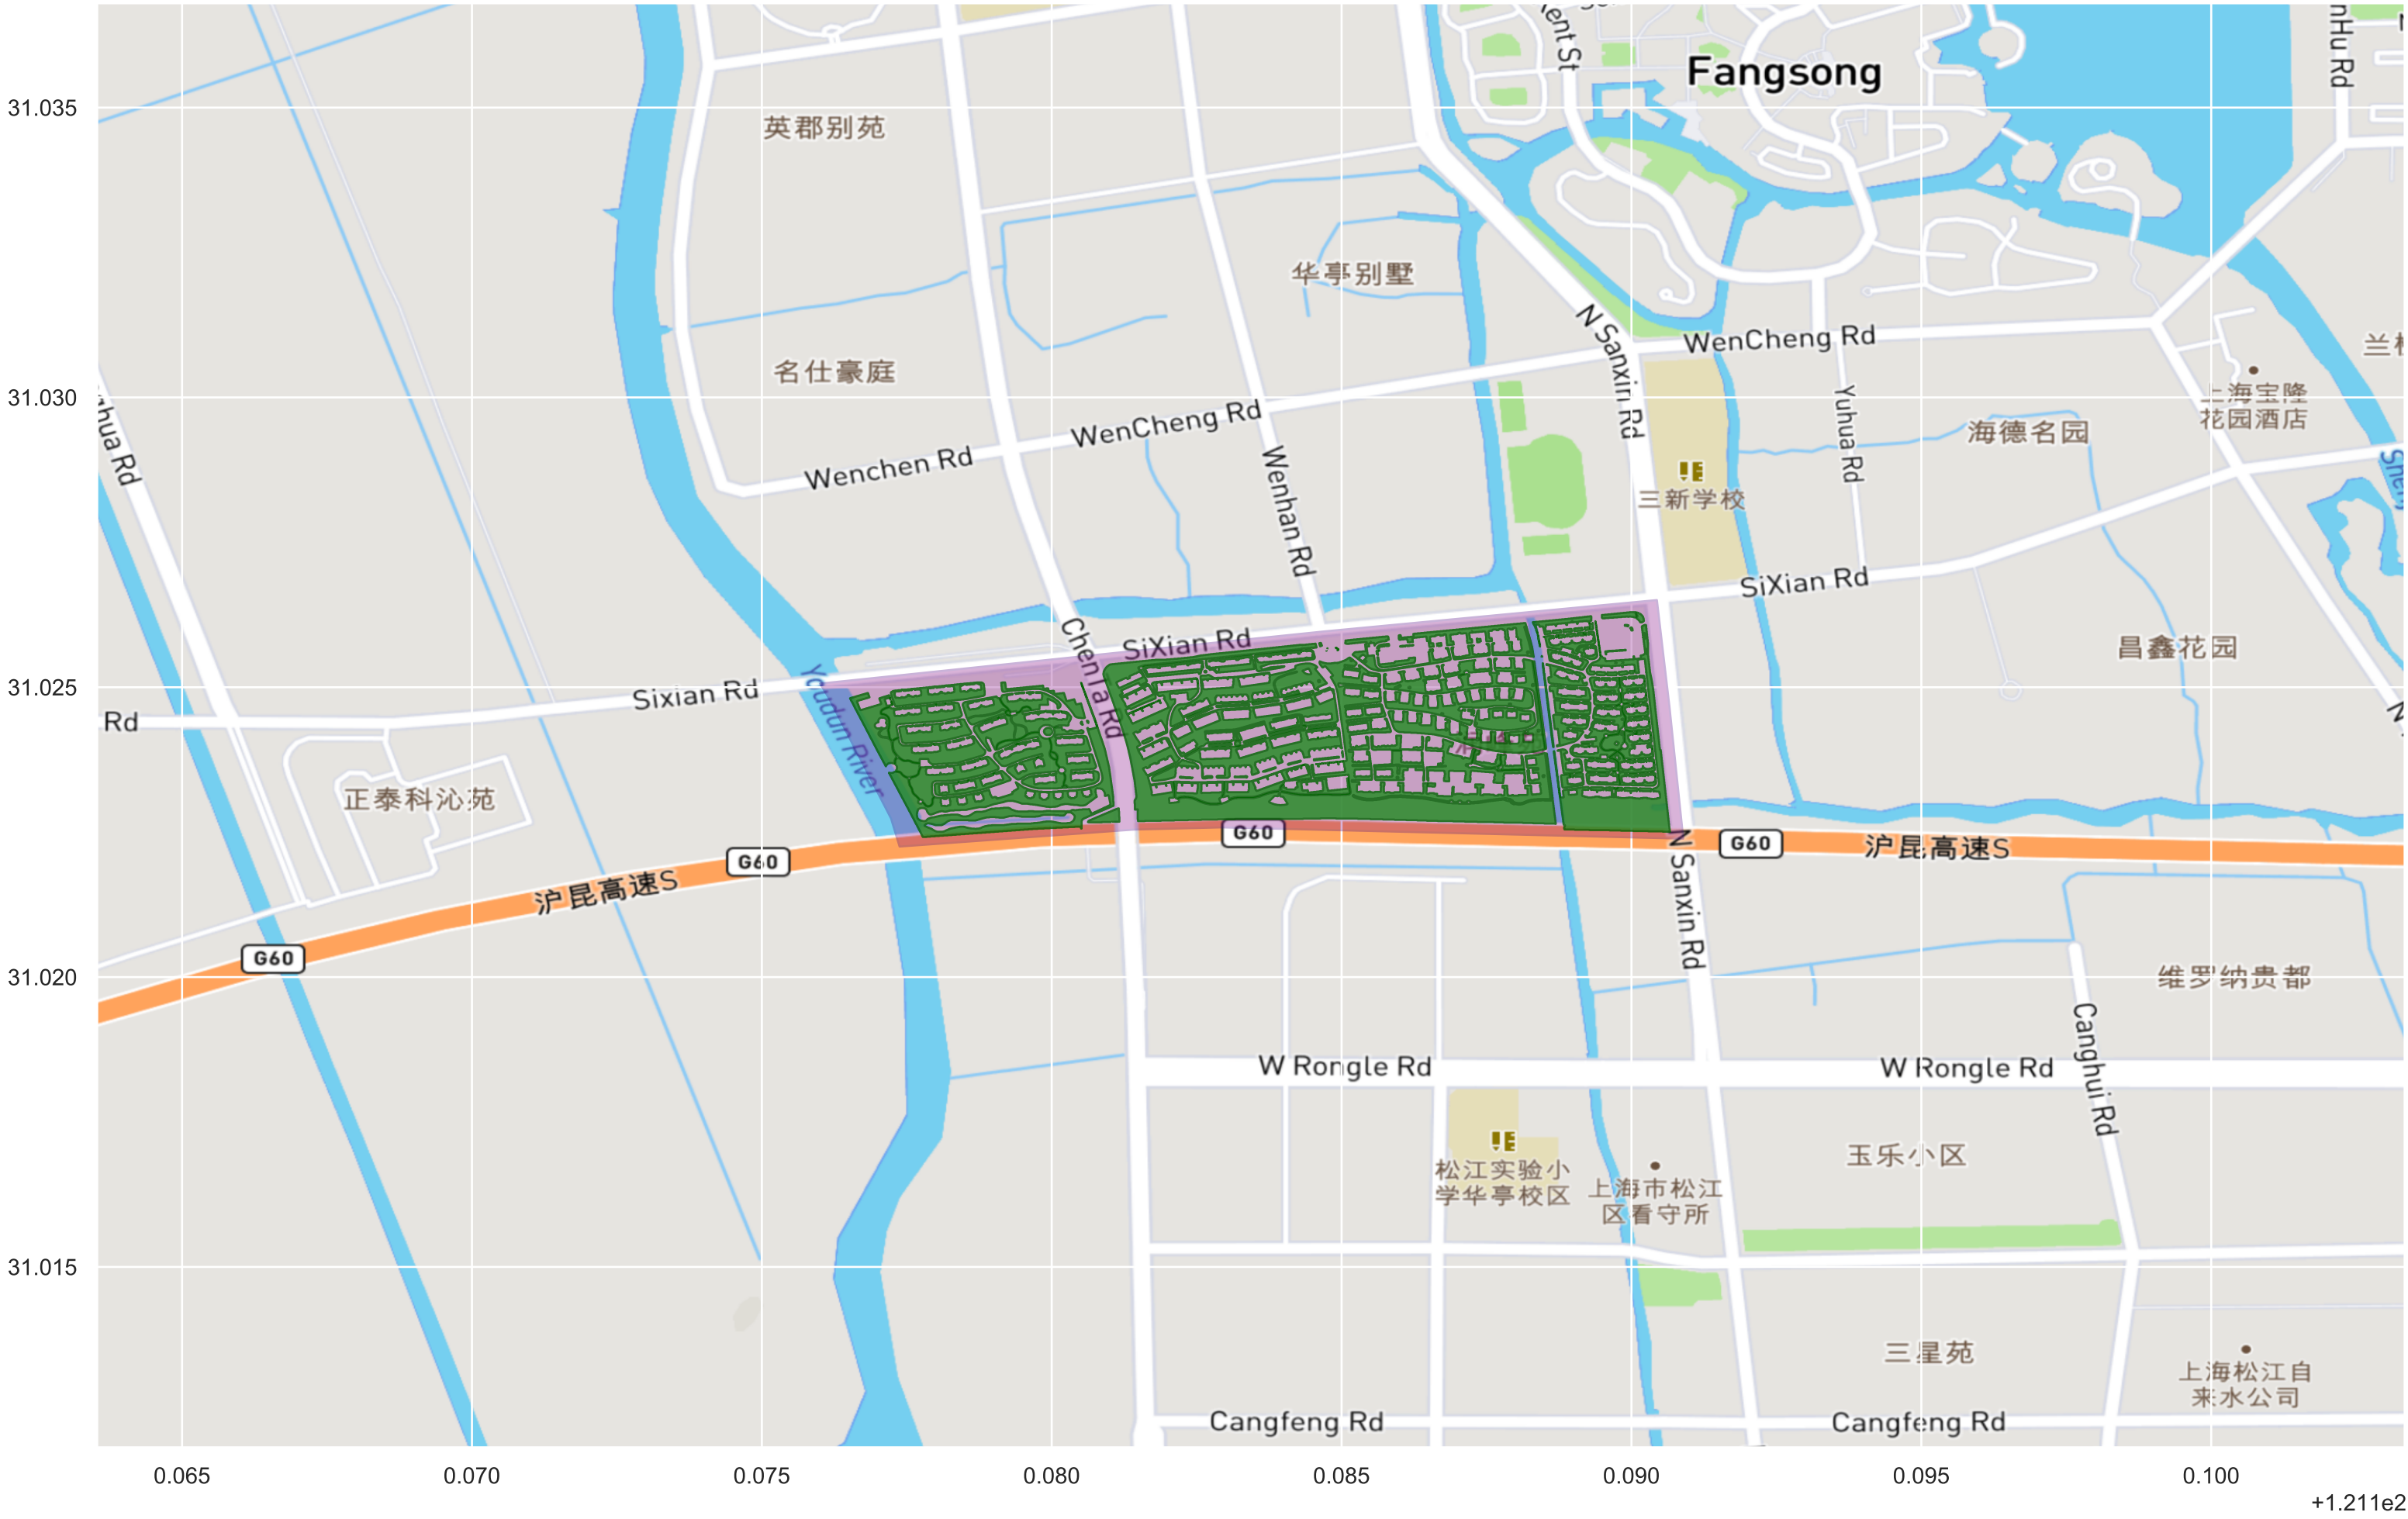 Kent St
nHu Rd
Fangsong
31.035
英郡别苑
华亭别墅
N Sanxin Rd
WenCheng Rd
名仕豪庭
上海宝隆
花园酒店
31.030
hua Rd
WenCheng Rd
Yuhua Rd
海德名园
Wenchen Rd
Wenhan Rd
三新学校
SiXian Rd
ChenTa Rd
SiXian Rd
昌鑫花园
31.025
Sixian Rd
Youdun River
Rd
正泰科沁苑
G60
G60
G60
沪昆高速S
N Sanxin Rd
沪昆高速S
G60
31.020
维罗纳贵都
W Rongle Rd
W Rongle Rd
Canghui Rd
松江实验小
学华亭校区
上海市松江
区看守所
玉乐小区
31.015
三星苑
上海松江自
来水公司
Cangfeng Rd
Cangfeng Rd
0.065
0.070
0.075
0.080
0.085
0.090
0.095
0.100
+1.211e2